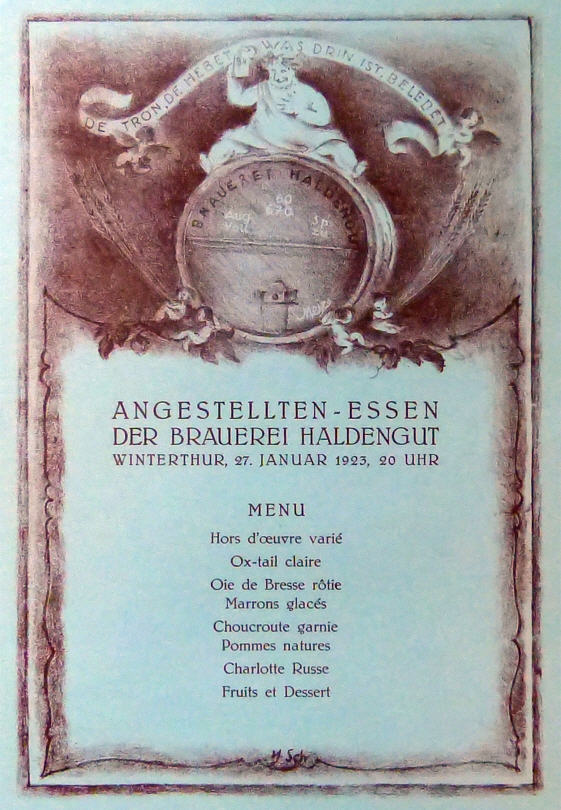 DE TRON, DE HEBET WAS DRIN IST, BELEBET
BRAUEREI HALDENGUT
ANGESTELLTEN-ESSEN
DER BRAUEREI HALDENGUT
WINTERTHUR, 27. JANUAR 1923, 20 UHR
MENU
Hors d'œuvre varié
Ox-tail claire
Oie de Bresse rôtie
Marrons glacés
Choucroute garnie
Pommes natures
Charlotte Russe
Fruits et Dessert
H Sch